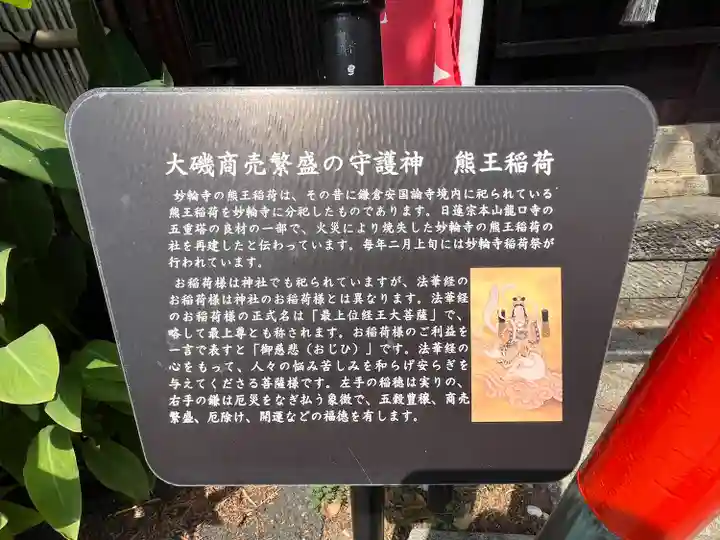 大磯商売繁盛の守護神　熊王稲荷
妙輪寺の熊王稲荷は、その昔に鎌倉安国論寺境内に祀られている
熊王稲荷を妙輪寺に分祀したものであります。日蓮宗本山龍口寺の
五重塔の良材の一部で、火災により焼失した妙輪寺の熊王稲荷の
社を再建したと伝わっています。毎年二月上旬には妙輪寺稲荷祭が
行われています。
お稲荷様は神社でも祀られていますが、法華経の
お稲荷様は神社のお稲荷様とは異なります。法華経
のお稲荷様の正式名は「最上位経王大菩薩」で、
略して最上尊とも称されます。お稲荷様のご利益を
一言で表すと「御慈悲（おじひ）」です。法華経の
心をもって、人々の悩み苦しみを和らげ安らぎを
与えてくださる菩薩様です。左手の稲穂は実りの、
右手の鎌は厄災をなぎ払う象徴で、五穀豊穣、商売
繁盛、厄除け、開運などの福徳を有します。